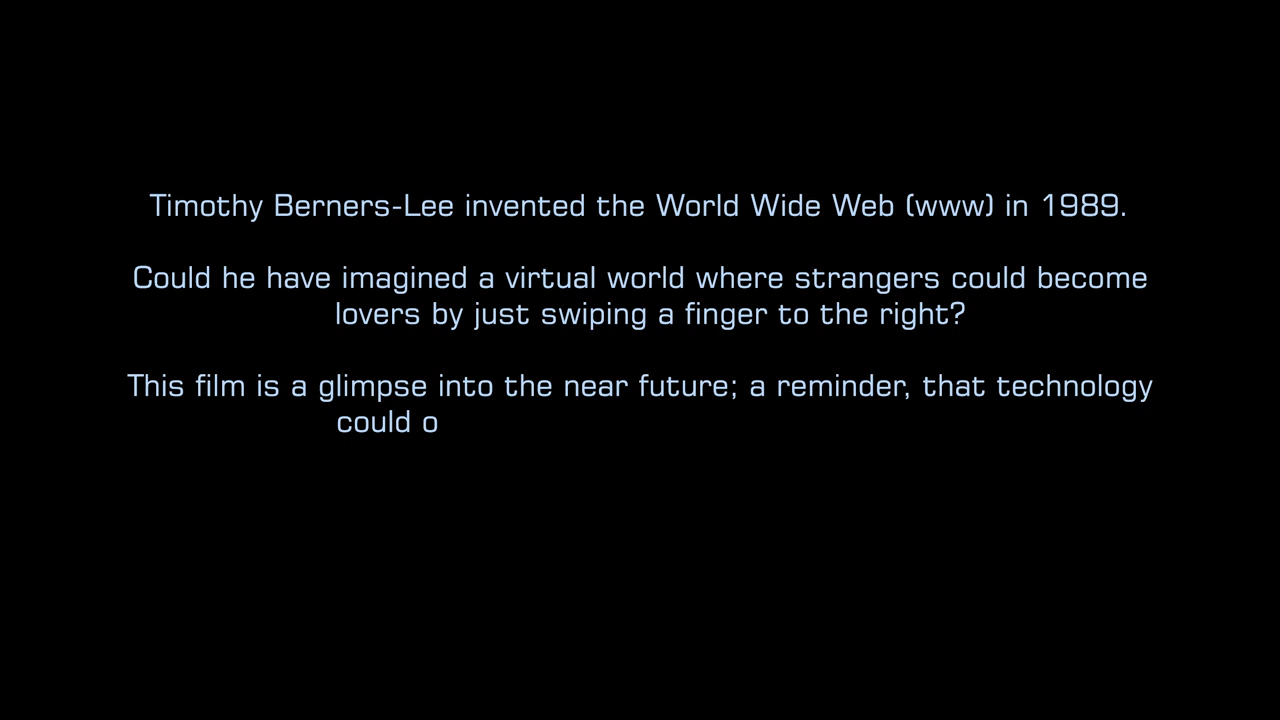 Timothy Berners-Lee invented the World Wide Web (www) in 1989.
Could he have imagined a virtual world where strangers could become
lovers by just swiping a finger to the right?
This film is a glimpse into the near future; a reminder, that technology
could o